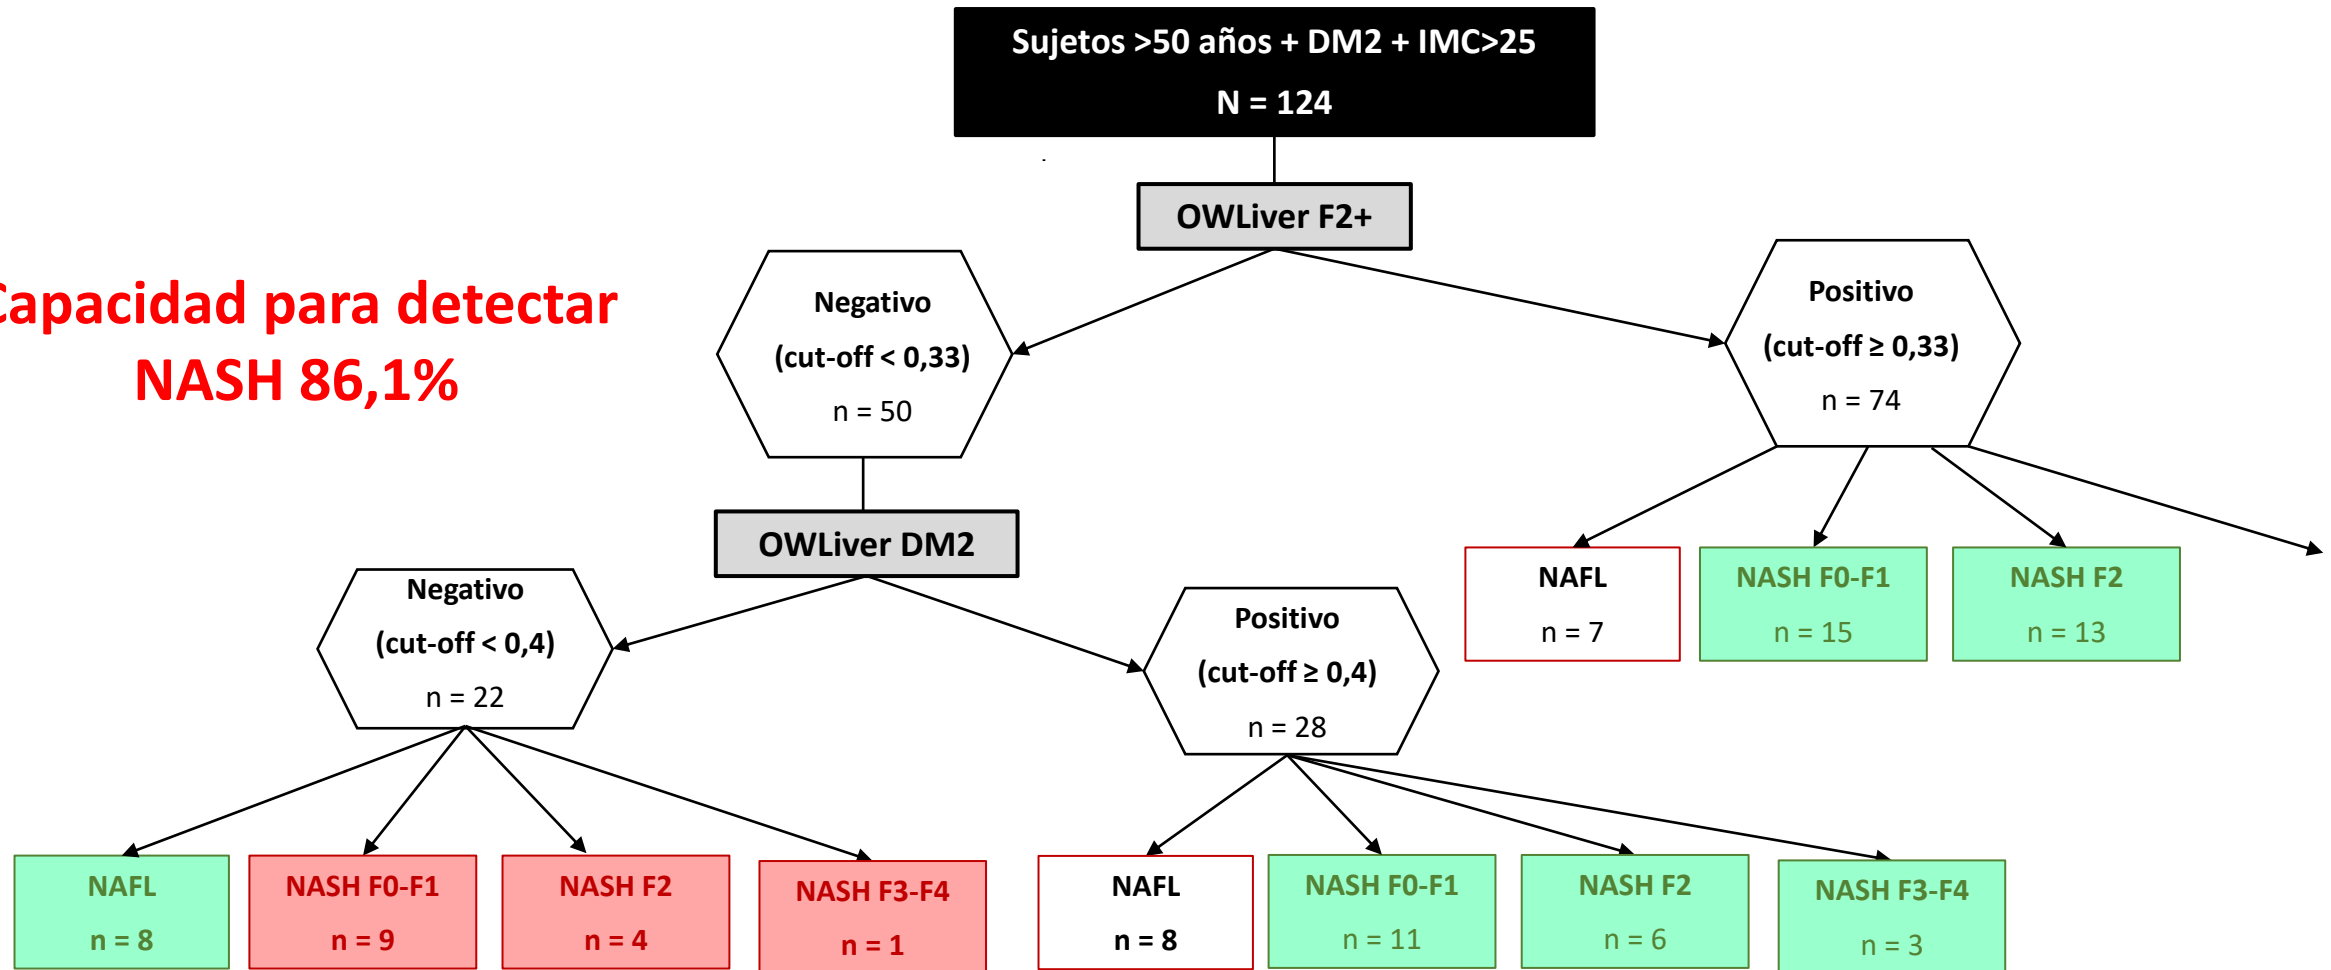 Sujetos >50 años + DM2 + IMC>25
N = 124
OWLiver F2+
Capacidad para detectar
NASH 86,1%
Negativo
(cut-off < 0,33)
n = 50
Positivo
(cut-off ≥ 0,33)
n = 74
OWLiver DM2
NAFL
n = 7
NASH F0-F1
n = 15
NASH F2
n = 13
Negativo
(cut-off < 0,4)
n = 22
Positivo
(cut-off ≥ 0,4)
n = 28
NAFL
n = 8
NASH F0-F1
n = 9
NASH F2
n = 4
NASH F3-F4
n = 1
NAFL
n = 8
NASH F0-F1
n = 11
NASH F2
n = 6
NASH F3-F4
n = 3